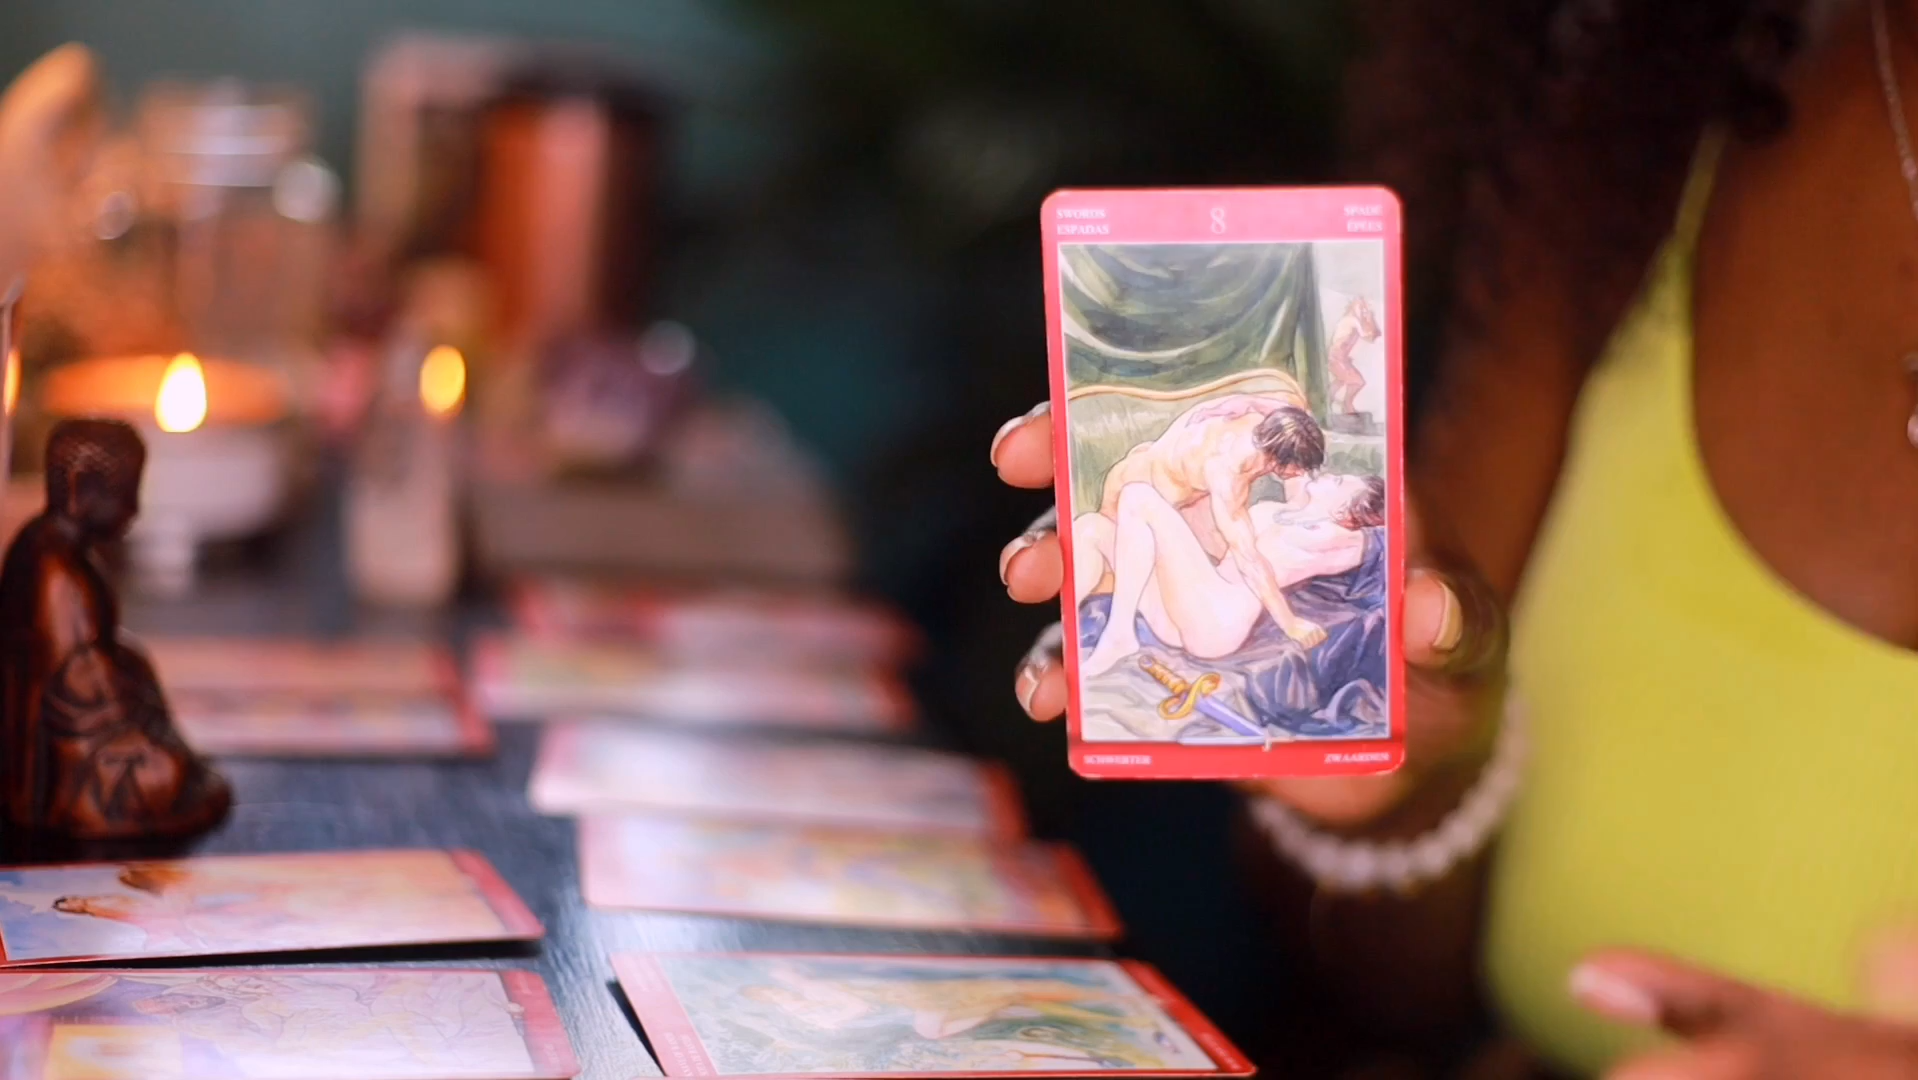 SWORDS
ESPADAS
8
SPADE
ÉPÉES
SCHWERTER
ZWAARDEN